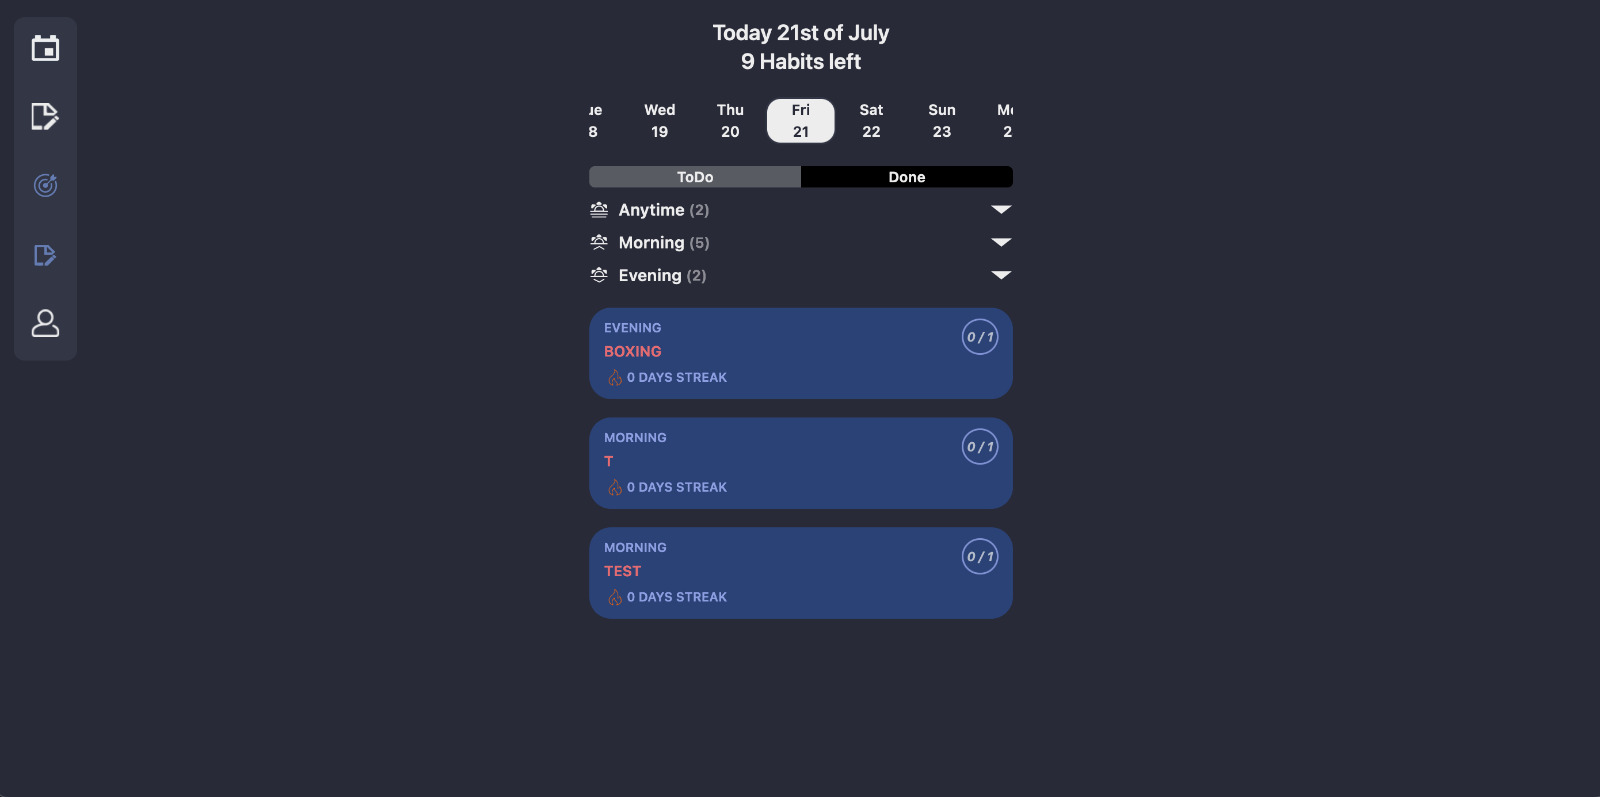 Today 21st of July
9 Habits left
ue Wed Thu Fri Sat Sun Mo
8 19 20 21 22 23 2
ToDo Done
Anytime (2)
Morning (5)
Evening (2)
EVENING
0 / 1
BOXING
0 DAYS STREAK
MORNING
0 / 1
T
0 DAYS STREAK
MORNING
0 / 1
TEST
0 DAYS STREAK